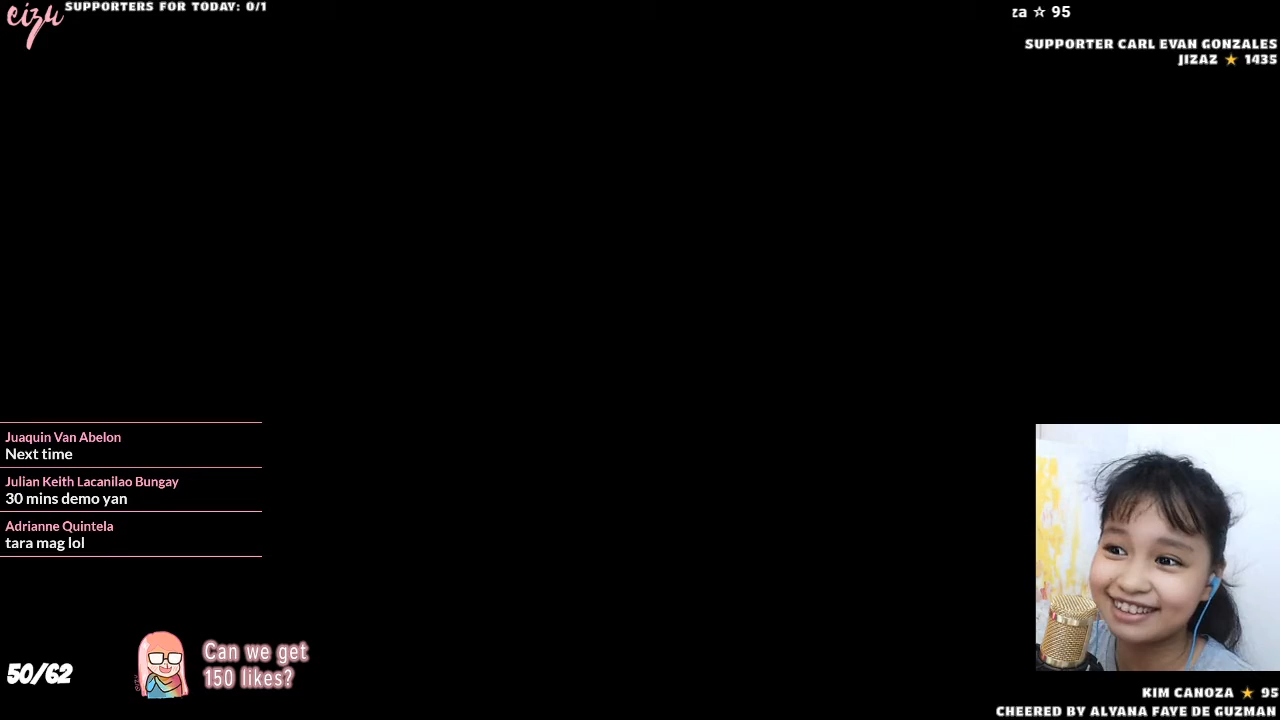 eizu
SUPPORTERS FOR TODAY: 0/1
za ☆ 95
SUPPORTER CARL EVAN GONZALES
JIZAZ ★ 1435
Juaquin Van Abelon
Next time
Julian Keith Lacanilao Bungay
30 mins demo yan
Adrianne Quintela
tara mag lol
50/62
Can we get
150 likes?
KIM CANOZA ★ 95
CHEERED BY ALYANA FAYE DE GUZMAN